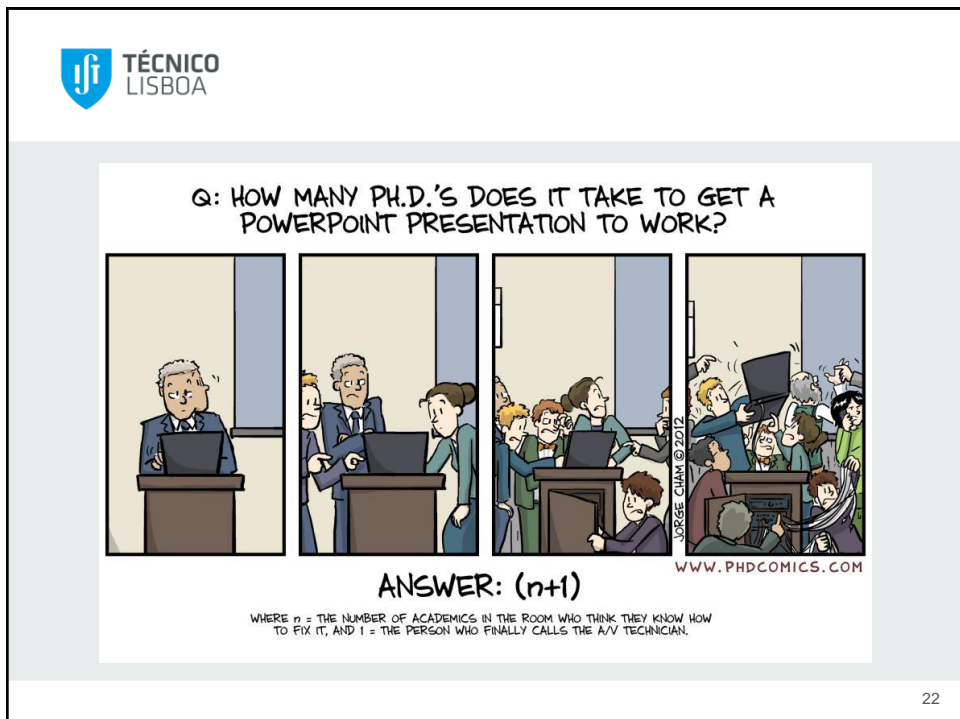 TÉCNICO
LISBOA
Q: HOW MANY PH.D.'S DOES IT TAKE TO GET A
POWERPOINT PRESENTATION TO WORK?
JORGE CHAM © 2012
WWW.PHDCOMICS.COM
ANSWER: (n+1)
WHERE n = THE NUMBER OF ACADEMICS IN THE ROOM WHO THINK THEY KNOW HOW
TO FIX IT, AND 1 = THE PERSON WHO FINALLY CALLS THE A/V TECHNICIAN.
22